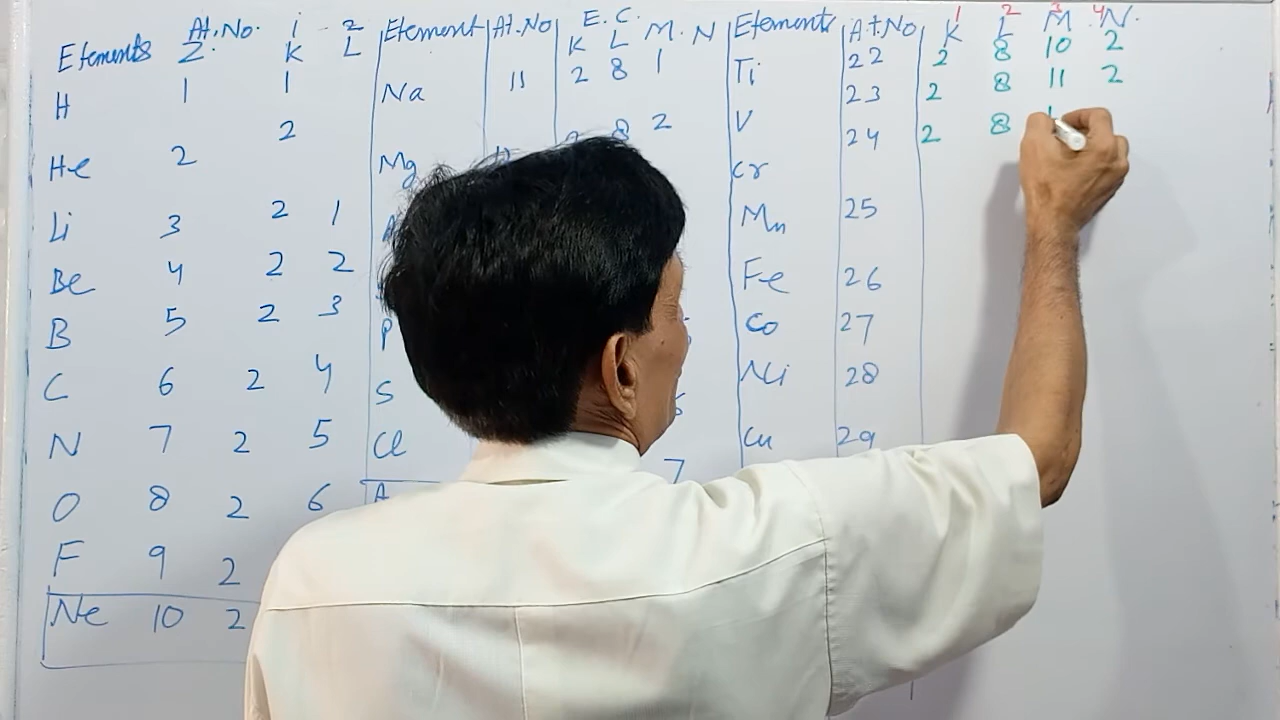 Elements At. No. Z. 1 K 2 L
H 1 1
He 2 2
Li 3 2 1
Be 4 2 2
B 5 2 3
C 6 2 4
N 7 2 5
O 8 2 6
F 9 2
Ne 10 2
Element At. No E. C. K L M. N
Na 11 2 8 1
Mg 8 2
P
S 6
Cl 7
A
Elements At. No 1 K 2 L 3 M 4 N.
Ti 22 2 8 10 2
V 23 2 8 11 2
Cr 24 2 8
Mn 25
Fe 26
Co 27
Ni 28
Cu 29